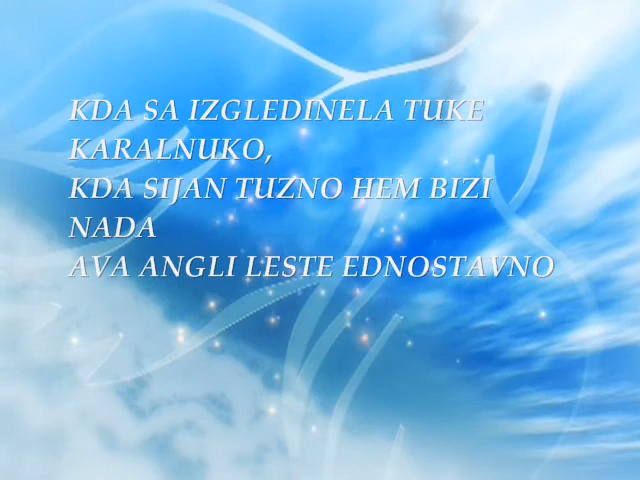 KDA SA IZGLEDINELA TUKE
KARALNUKO,
KDA SIJAN TUZNO HEM BIZI
NADA
AVA ANGLI LESTE EDNOSTAVNO